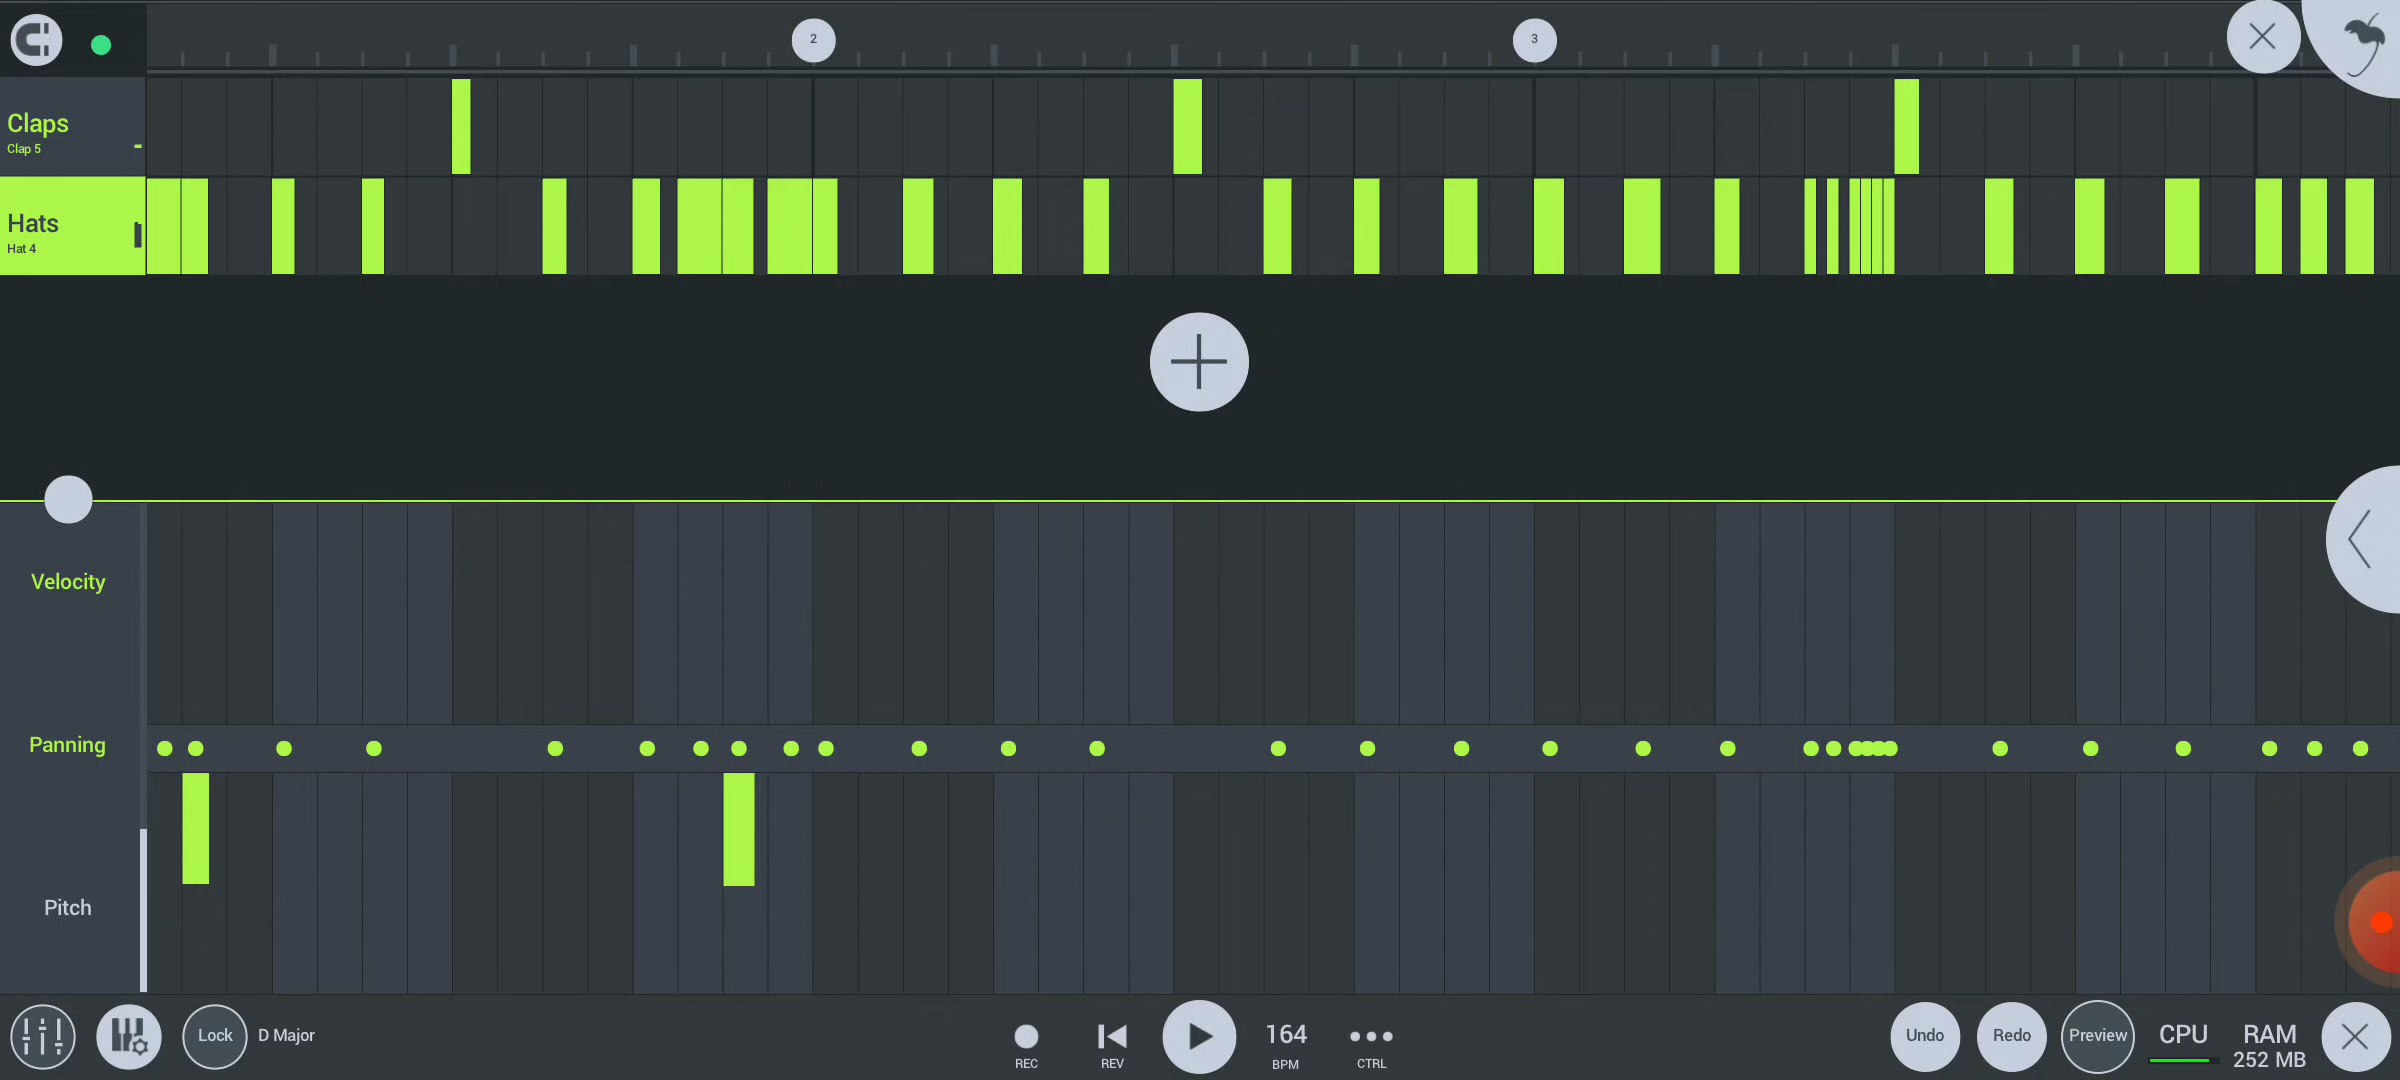 2
3
Claps
Clap 5
Hats
Hat 4
Velocity
Panning
Pitch
Lock
D Major
REC
REV
164
BPM
CTRL
Undo
Redo
Preview
CPU
RAM
252 MB